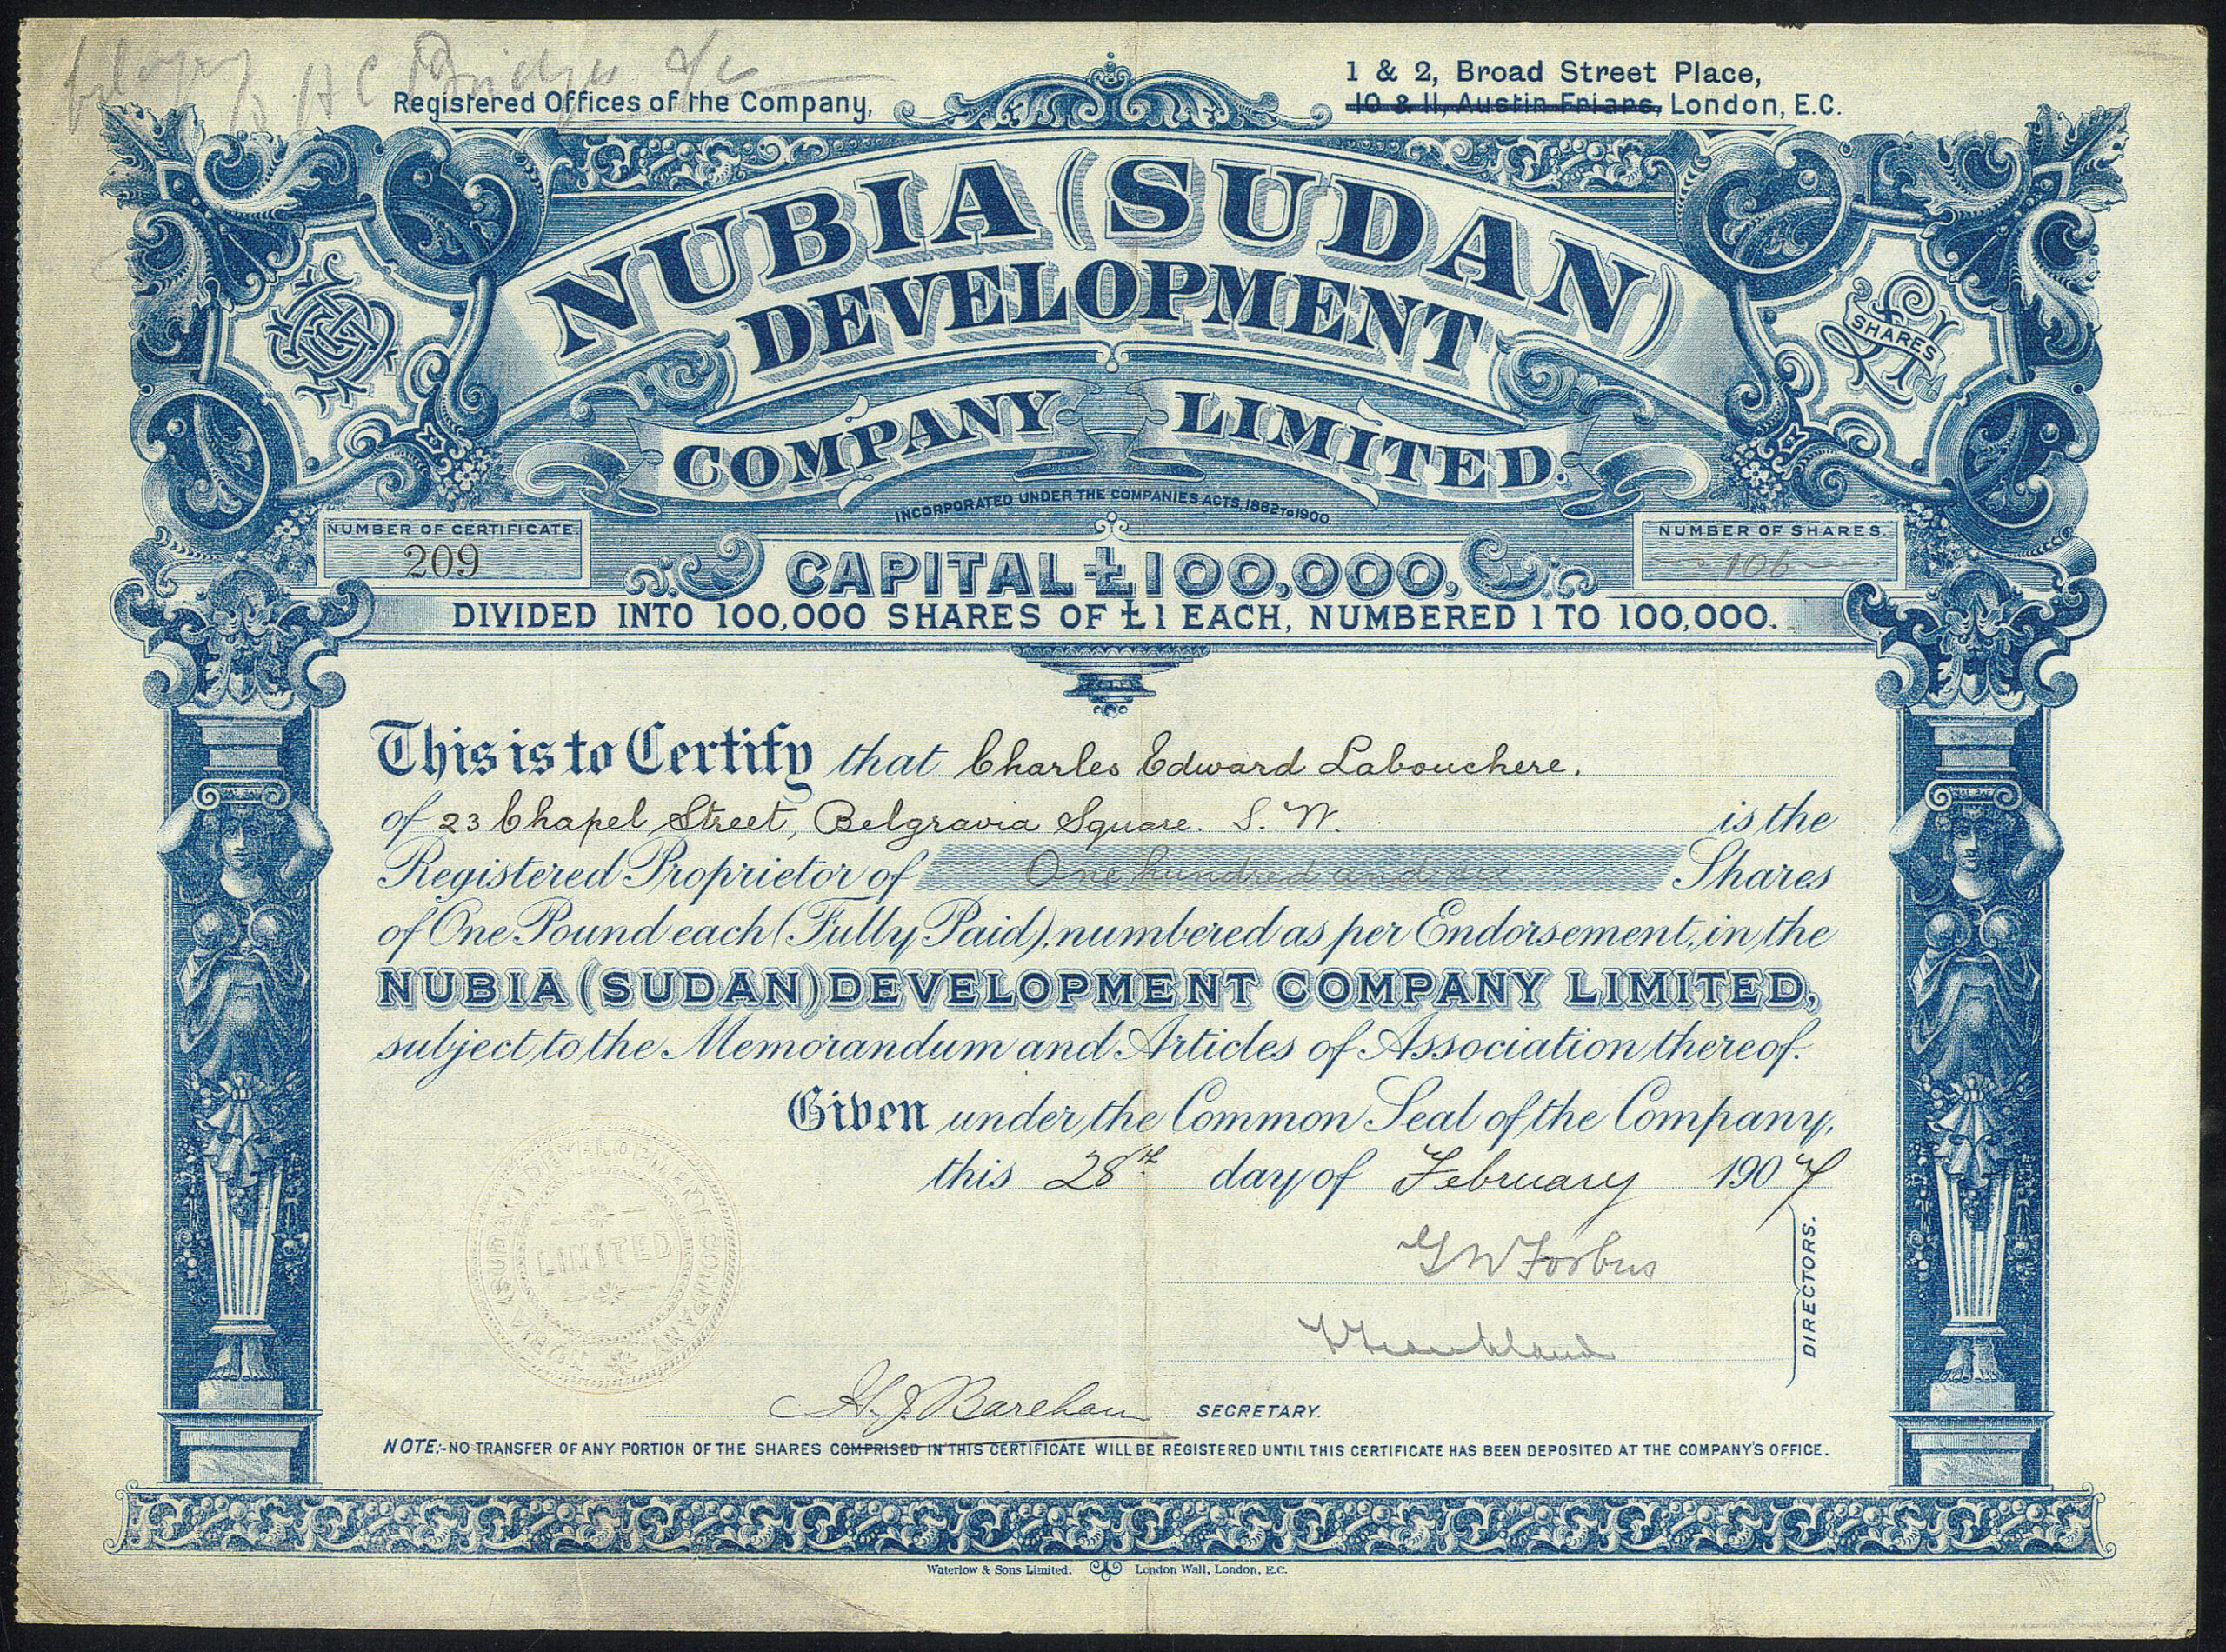 Registered Offices of the Company,
1 & 2, Broad Street Place,
10 & 11, Austin Friars, London, E.C.
NUBIA (SUDAN)
DEVELOPMENT
COMPANY LIMITED.
INCORPORATED UNDER THE COMPANIES ACTS, 1862 TO 1900.
£1
SHARES
NUMBER OF CERTIFICATE.
209
NUMBER OF SHARES.
106
CAPITAL £100,000,
DIVIDED INTO 100,000 SHARES OF £1 EACH, NUMBERED 1 TO 100,000.
This is to Certify that Charles Edward Labouchere.
of 23 Chapel Street, Belgravia Square. S. W. is the
Registered Proprietor of One hundred and six Shares
of One Pound each (Fully Paid), numbered as per Endorsement, in the
NUBIA (SUDAN) DEVELOPMENT COMPANY LIMITED,
subject to the Memorandum and Articles of Association thereof.
Given under the Common Seal of the Company,
this 28th day of February 1907
NUBIA (SUDAN) DEVELOPMENT COMPANY
LIMITED
DIRECTORS.
H. J. Bareham SECRETARY.
NOTE:-NO TRANSFER OF ANY PORTION OF THE SHARES COMPRISED IN THIS CERTIFICATE WILL BE REGISTERED UNTIL THIS CERTIFICATE HAS BEEN DEPOSITED AT THE COMPANY'S OFFICE.
Waterlow & Sons Limited, London Wall, London, E.C.